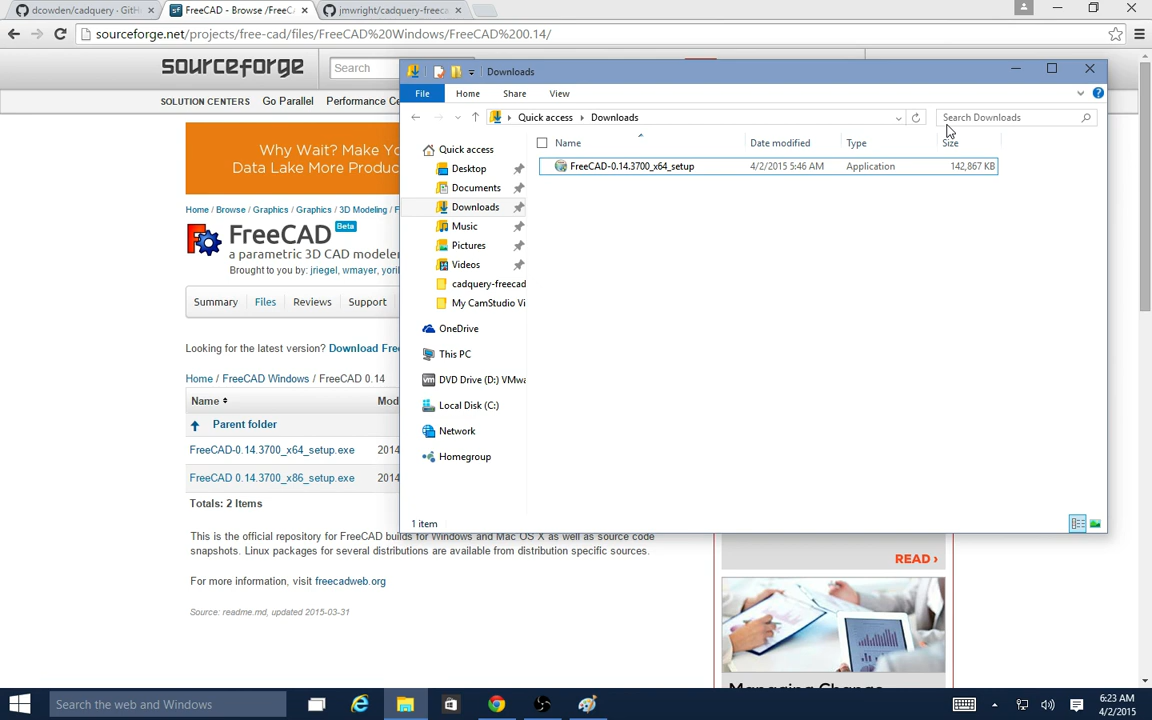 dcowden/cadquery · GitH
FreeCAD - Browse /FreeC
jmwright/cadquery-freeca
sourceforge.net/projects/free-cad/files/FreeCAD%20Windows/FreeCAD%200.14/
sourceforge
Search
SOLUTION CENTERS Go Parallel Performance Ce
Why Wait? Make Yo
Data Lake More Produc
Home / Browse / Graphics / Graphics / 3D Modeling / F
FreeCAD Beta
a parametric 3D CAD modeler
Brought to you by: jriegel, wmayer, yoril
Summary Files Reviews Support
Looking for the latest version? Download Free
Home / FreeCAD Windows / FreeCAD 0.14
Name Mod
Parent folder
FreeCAD-0.14.3700_x64_setup.exe 2014
FreeCAD 0.14.3700_x86_setup.exe 2014
Totals: 2 Items
This is the official repository for FreeCAD builds for Windows and Mac OS X as well as source code
snapshots. Linux packages for several distributions are available from distribution specific sources.
For more information, visit freecadweb.org
Source: readme.md, updated 2015-03-31
Downloads
File Home Share View
Quick access Downloads
Search Downloads
Name Date modified Type Size
FreeCAD-0.14.3700_x64_setup 4/2/2015 5:46 AM Application 142,867 KB
Quick access
Desktop
Documents
Downloads
Music
Pictures
Videos
cadquery-freecad
My CamStudio Vi
OneDrive
This PC
DVD Drive (D:) VMwa
Local Disk (C:)
Network
Homegroup
1 item
READ ›
Search the web and Windows
6:23 AM
4/2/2015